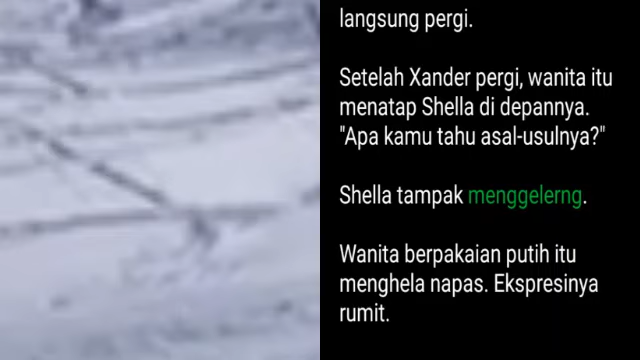 langsung pergi.
Setelah Xander pergi, wanita itu
menatap Shella di depannya.
"Apa kamu tahu asal-usulnya?"
Shella tampak menggelerng.
Wanita berpakaian putih itu
menghela napas. Ekspresinya
rumit.